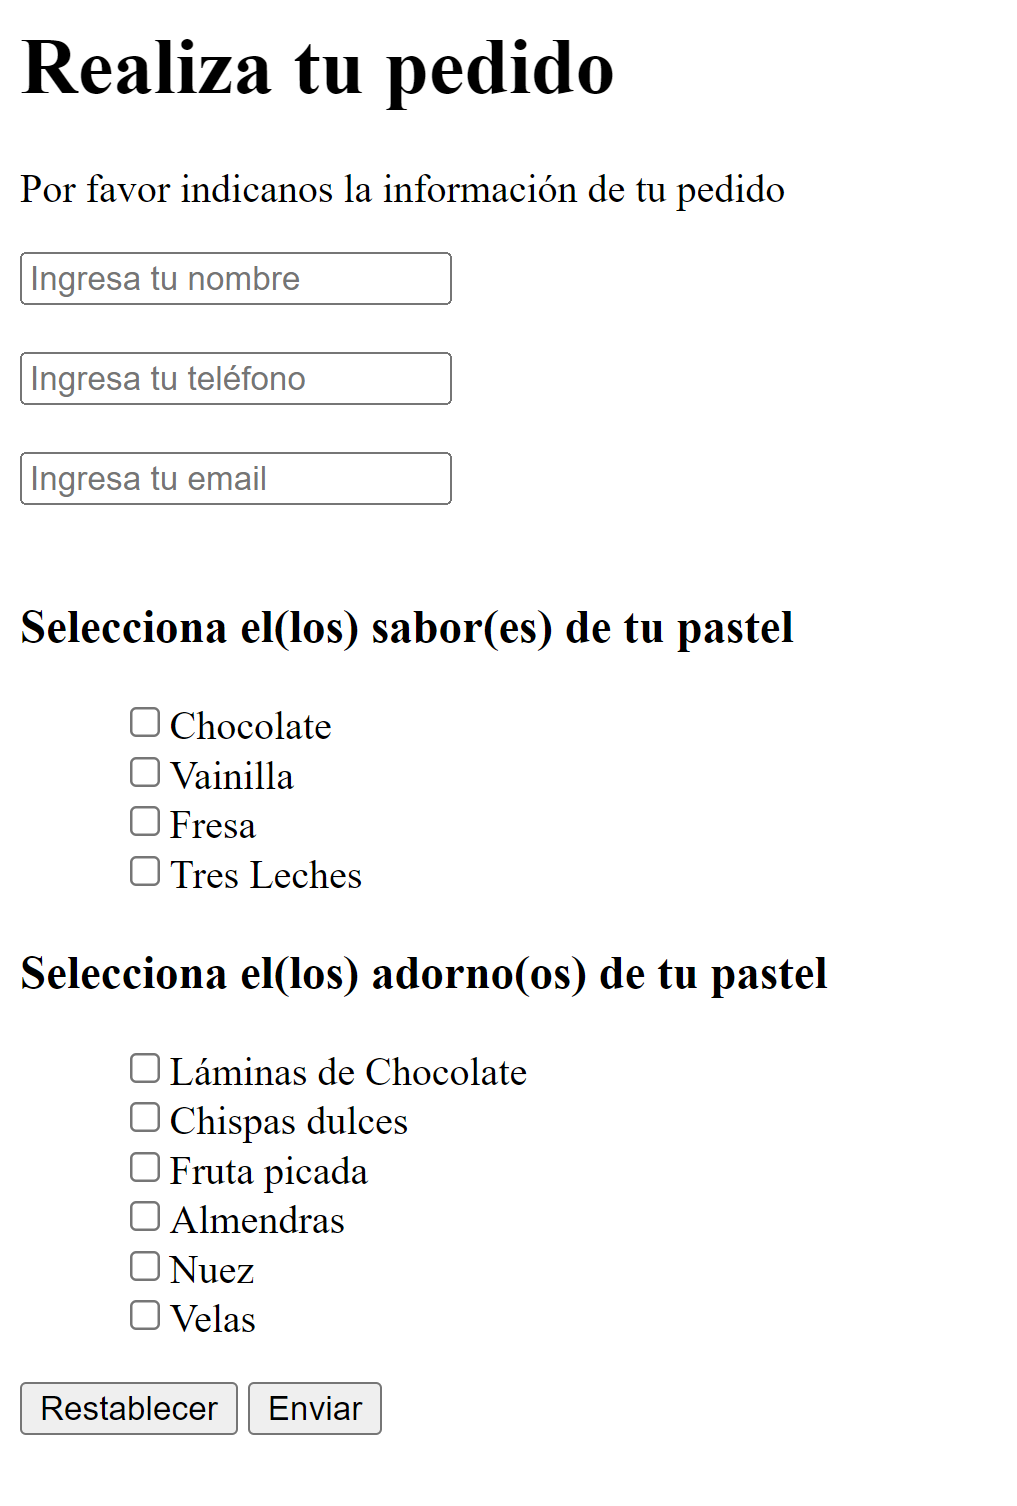 Realiza tu pedido
Por favor indicanos la información de tu pedido
Ingresa tu nombre
Ingresa tu teléfono
Ingresa tu email
Selecciona el(los) sabor(es) de tu pastel
Chocolate
Vainilla
Fresa
Tres Leches
Selecciona el(los) adorno(os) de tu pastel
Láminas de Chocolate
Chispas dulces
Fruta picada
Almendras
Nuez
Velas
Restablecer Enviar